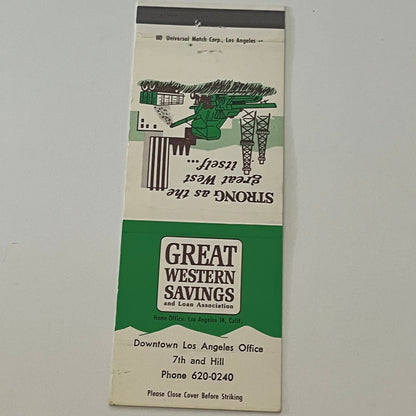 Universal Match Corp., Los Angeles
STRONG as the
great West
itself...
GREAT
WESTERN
SAVINGS
and Loan Association
Home Office, Los Angeles 14, Calif.
Downtown Los Angeles Office
7th and Hill
Phone 620-0240
Please Close Cover Before Striking